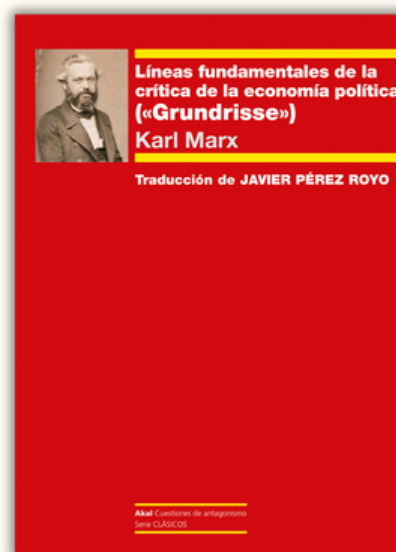 Líneas fundamentales de la
crítica de la economía política
(«Grundrisse»)
Karl Marx
Traducción de JAVIER PÉREZ ROYO
Akal Cuestiones de antagonismo
Serie CLÁSICOS